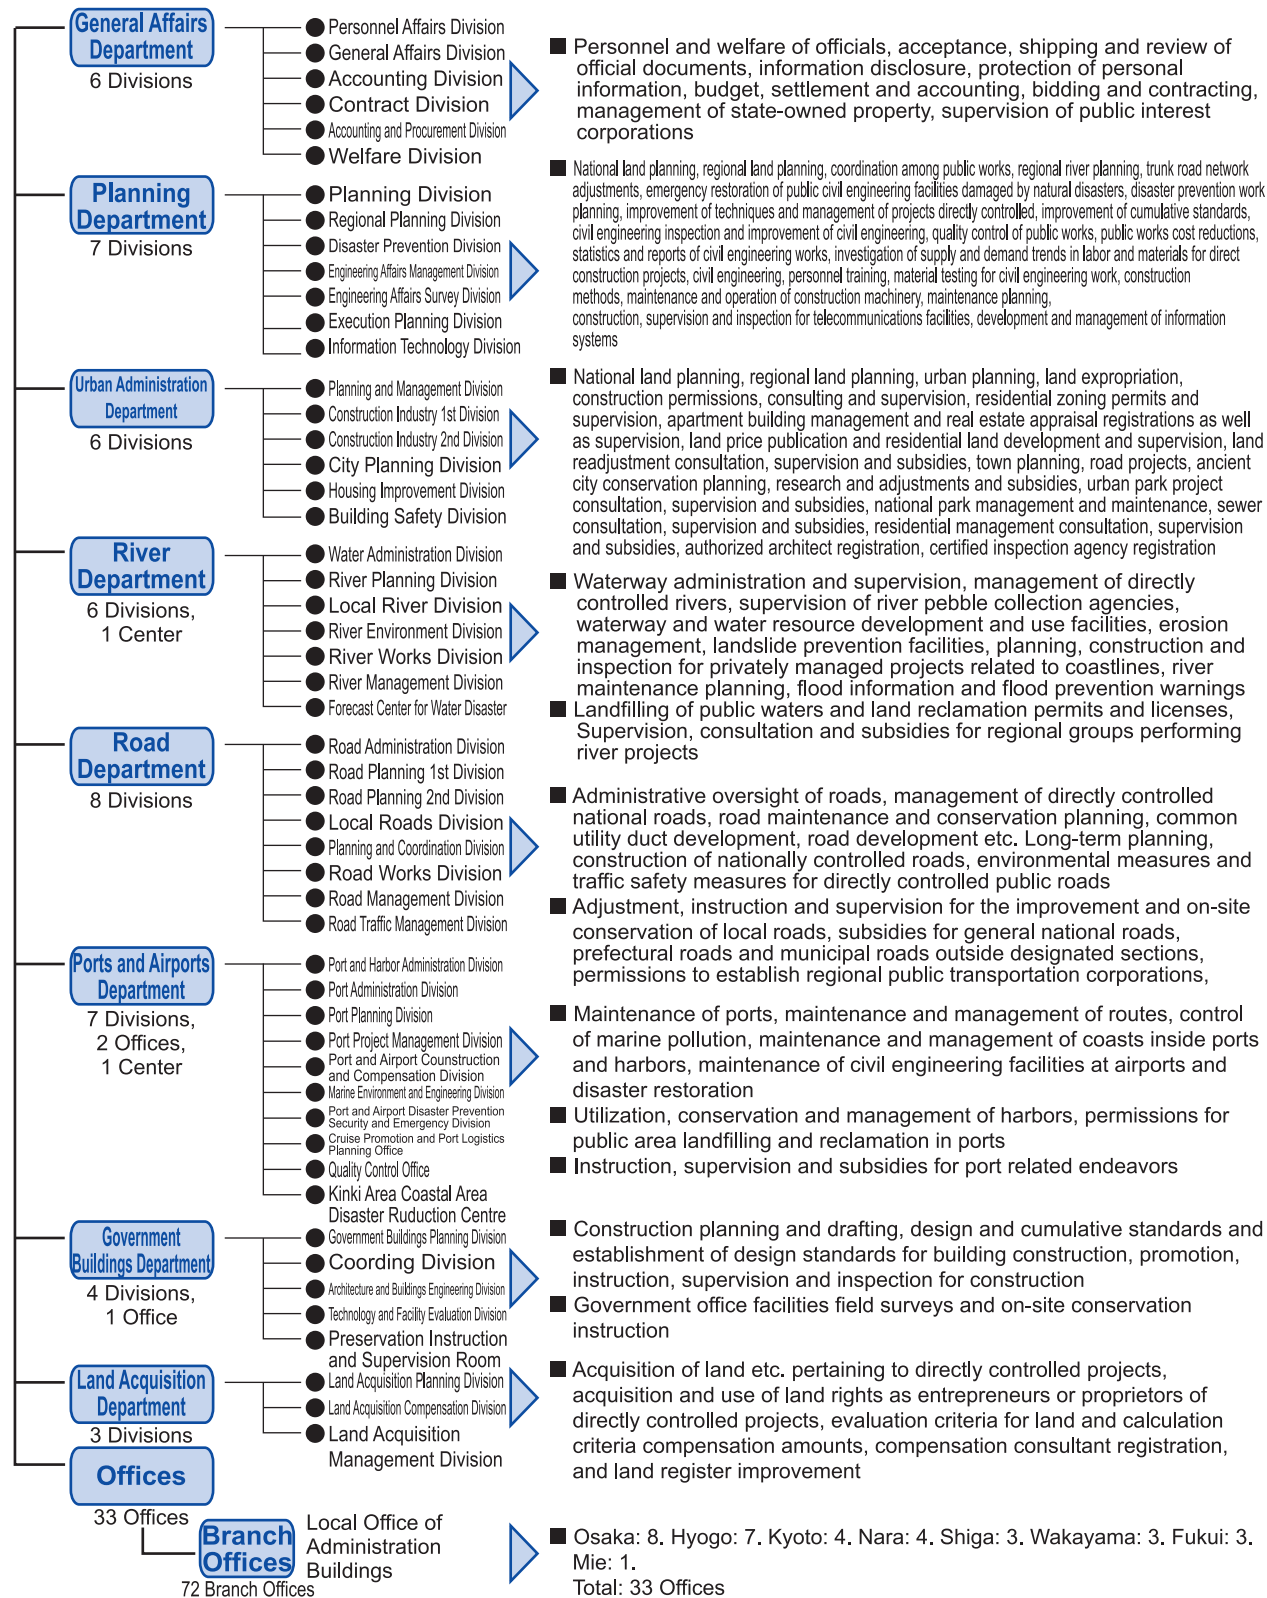 General Affairs
Department
6 Divisions
Personnel Affairs Division
General Affairs Division
Accounting Division
Contract Division
Accounting and Procurement Division
Welfare Division
■ Personnel and welfare of officials, acceptance, shipping and review of
official documents, information disclosure, protection of personal
information, budget, settlement and accounting, bidding and contracting,
management of state-owned property, supervision of public interest
corporations
Planning
Department
7 Divisions
Planning Division
Regional Planning Division
Disaster Prevention Division
Engineering Affairs Management Division
Engineering Affairs Survey Division
Execution Planning Division
Information Technology Division
■ National land planning, regional land planning, coordination among public works, regional river planning, trunk road network
adjustments, emergency restoration of public civil engineering facilities damaged by natural disasters, disaster prevention work
planning, improvement of techniques and management of projects directly controlled, improvement of cumulative standards,
civil engineering inspection and improvement of civil engineering, quality control of public works, public works cost reductions,
statistics and reports of civil engineering works, investigation of supply and demand trends in labor and materials for direct
construction projects, civil engineering, personnel training, material testing for civil engineering work, construction
methods, maintenance and operation of construction machinery, maintenance planning,
construction, supervision and inspection for telecommunications facilities, development and management of information
systems
Urban Administration
Department
6 Divisions
Planning and Management Division
Construction Industry 1st Division
Construction Industry 2nd Division
City Planning Division
Housing Improvement Division
Building Safety Division
■ National land planning, regional land planning, urban planning, land expropriation,
construction permissions, consulting and supervision, residential zoning permits and
supervision, apartment building management and real estate appraisal registrations as well
as supervision, land price publication and residential land development and supervision, land
readjustment consultation, supervision and subsidies, town planning, road projects, ancient
city conservation planning, research and adjustments and subsidies, urban park project
consultation, supervision and subsidies, national park management and maintenance, sewer
consultation, supervision and subsidies, residential management consultation, supervision
and subsidies, authorized architect registration, certified inspection agency registration
River
Department
6 Divisions,
1 Center
Water Administration Division
River Planning Division
Local River Division
River Environment Division
River Works Division
River Management Division
Forecast Center for Water Disaster
■ Waterway administration and supervision, management of directly
controlled rivers, supervision of river pebble collection agencies,
waterway and water resource development and use facilities, erosion
management, landslide prevention facilities, planning, construction and
inspection for privately managed projects related to coastlines, river
maintenance planning, flood information and flood prevention warnings
■ Landfilling of public waters and land reclamation permits and licenses,
Supervision, consultation and subsidies for regional groups performing
river projects
Road
Department
8 Divisions
Road Administration Division
Road Planning 1st Division
Road Planning 2nd Division
Local Roads Division
Planning and Coordination Division
Road Works Division
Road Management Division
Road Traffic Management Division
■ Administrative oversight of roads, management of directly controlled
national roads, road maintenance and conservation planning, common
utility duct development, road development etc. Long-term planning,
construction of nationally controlled roads, environmental measures and
traffic safety measures for directly controlled public roads
■ Adjustment, instruction and supervision for the improvement and on-site
conservation of local roads, subsidies for general national roads,
prefectural roads and municipal roads outside designated sections,
permissions to establish regional public transportation corporations,
Ports and Airports
Department
7 Divisions,
2 Offices,
1 Center
Port and Harbor Administration Division
Port Administration Division
Port Planning Division
Port Project Management Division
Port and Airport Counstruction
and Compensation Division
Marine Environment and Engineering Division
Port and Airport Disaster Prevention
Security and Emergency Division
Cruise Promotion and Port Logistics
Planning Office
Quality Control Office
Kinki Area Coastal Area
Disaster Ruduction Centre
■ Maintenance of ports, maintenance and management of routes, control
of marine pollution, maintenance and management of coasts inside ports
and harbors, maintenance of civil engineering facilities at airports and
disaster restoration
■ Utilization, conservation and management of harbors, permissions for
public area landfilling and reclamation in ports
■ Instruction, supervision and subsidies for port related endeavors
Government
Buildings Department
4 Divisions,
1 Office
Government Buildings Planning Division
Coording Division
Architecture and Buildings Engineering Division
Technology and Facility Evaluation Division
Preservation Instruction
and Supervision Room
■ Construction planning and drafting, design and cumulative standards and
establishment of design standards for building construction, promotion,
instruction, supervision and inspection for construction
■ Government office facilities field surveys and on-site conservation
instruction
Land Acquisition
Department
3 Divisions
Land Acquisition Planning Division
Land Acquisition Compensation Division
Land Acquisition
Management Division
■ Acquisition of land etc. pertaining to directly controlled projects,
acquisition and use of land rights as entrepreneurs or proprietors of
directly controlled projects, evaluation criteria for land and calculation
criteria compensation amounts, compensation consultant registration,
and land register improvement
Offices
33 Offices
Branch
Offices
72 Branch Offices
Local Office of
Administration
Buildings
■ Osaka: 8. Hyogo: 7. Kyoto: 4. Nara: 4. Shiga: 3. Wakayama: 3. Fukui: 3.
Mie: 1.
Total: 33 Offices